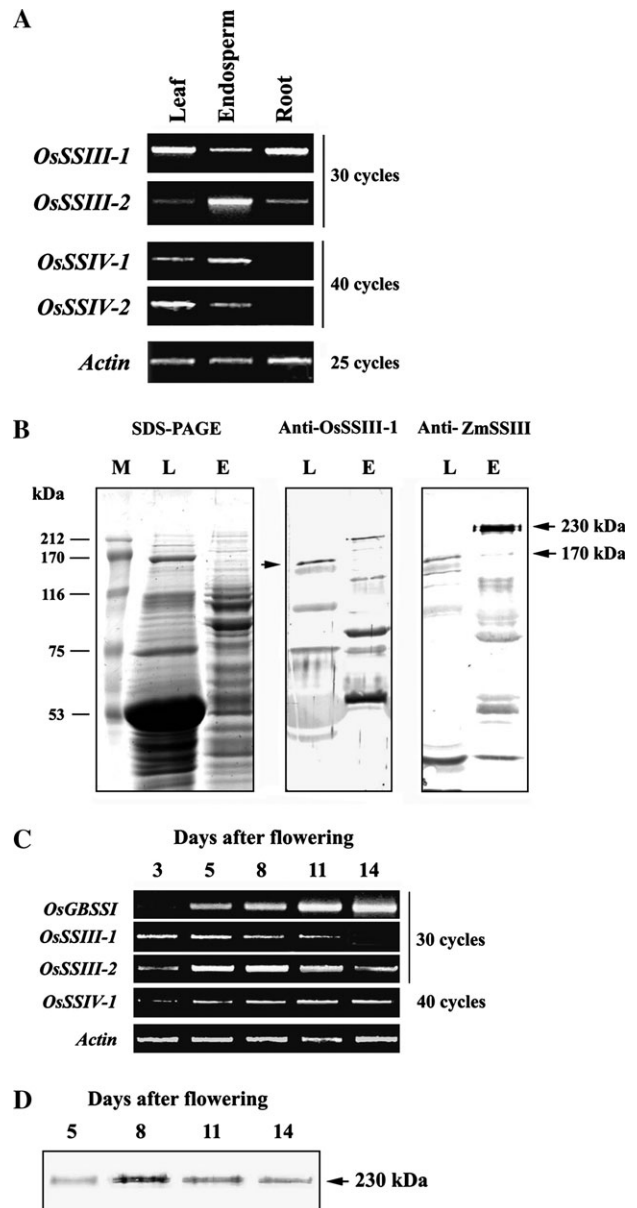 A
Leaf
Endosperm
Root
OsSSIII-1
OsSSIII-2
30 cycles
OsSSIV-1
OsSSIV-2
40 cycles
Actin
25 cycles
B
SDS-PAGE
Anti-OsSSIII-1
Anti-ZmSSIII
M L E
L E
L E
kDa
212
170
116
75
53
230 kDa
170 kDa
C
Days after flowering
3 5 8 11 14
OsGBSSI
OsSSIII-1
OsSSIII-2
30 cycles
OsSSIV-1
40 cycles
Actin
D
Days after flowering
5 8 11 14
230 kDa